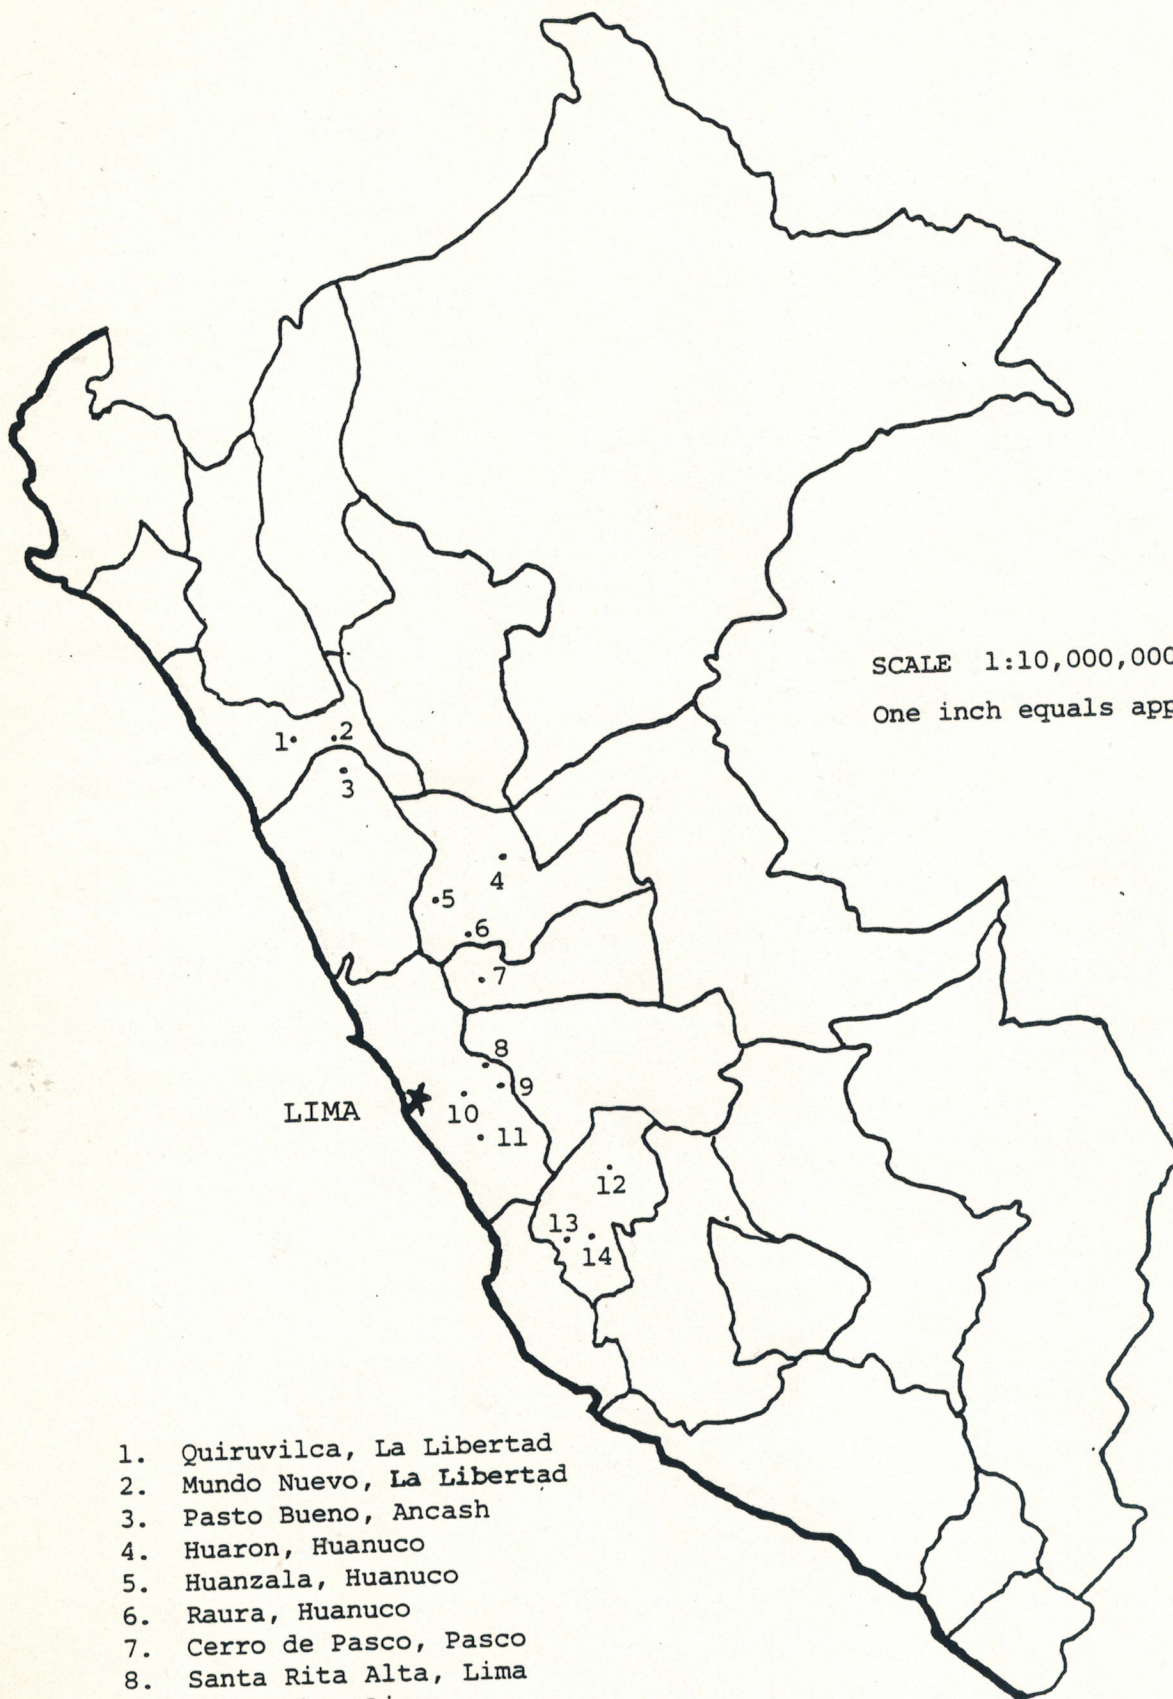 SCALE 1:10,000,000
One inch equals app
1
2
3
4
5
6
7
8
9
LIMA
10
11
12
13
14
1. Quiruvilca, La Libertad
2. Mundo Nuevo, La Libertad
3. Pasto Bueno, Ancash
4. Huaron, Huanuco
5. Huanzala, Huanuco
6. Raura, Huanuco
7. Cerro de Pasco, Pasco
8. Santa Rita Alta, Lima